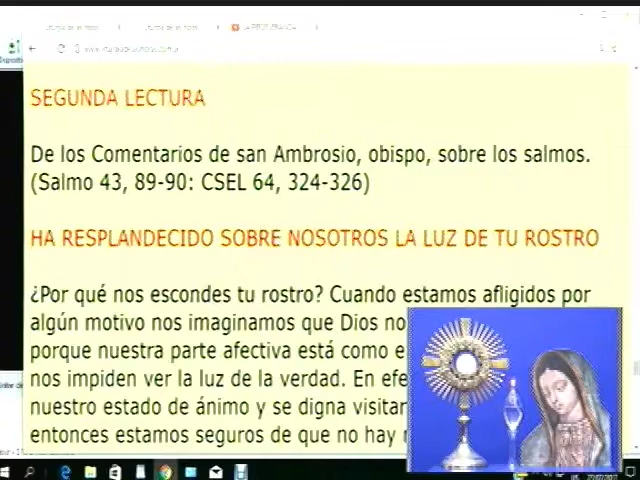 SEGUNDA LECTURA
De los Comentarios de san Ambrosio, obispo, sobre los salmos.
(Salmo 43, 89-90: CSEL 64, 324-326)
HA RESPLANDECIDO SOBRE NOSOTROS LA LUZ DE TU ROSTRO
¿Por qué nos escondes tu rostro? Cuando estamos afligidos por
algún motivo nos imaginamos que Dios no
porque nuestra parte afectiva está como e
nos impiden ver la luz de la verdad. En efe
nuestro estado de ánimo y se digna visitar
entonces estamos seguros de que no hay